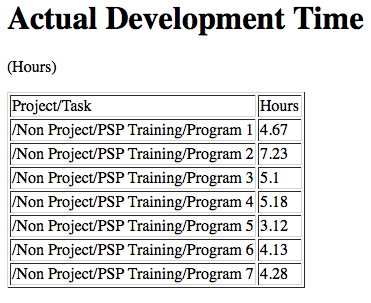 Actual Development Time
(Hours)
Project/Task Hours
/Non Project/PSP Training/Program 1 4.67
/Non Project/PSP Training/Program 2 7.23
/Non Project/PSP Training/Program 3 5.1
/Non Project/PSP Training/Program 4 5.18
/Non Project/PSP Training/Program 5 3.12
/Non Project/PSP Training/Program 6 4.13
/Non Project/PSP Training/Program 7 4.28